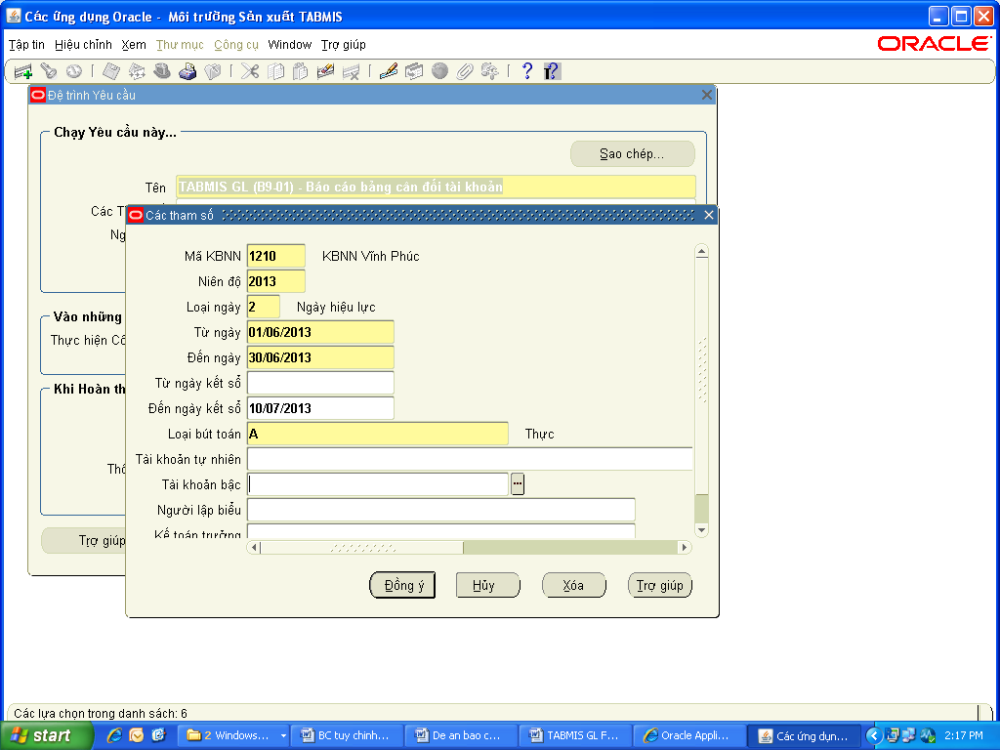 Các ứng dụng Oracle - Môi trường Sản xuất TABMIS
Tập tin Hiệu chỉnh Xem Thư mục Công cụ Window Trợ giúp
ORACLE
Đệ trình Yêu cầu
Chạy Yêu cầu này...
Sao chép...
Tên TABMIS GL (B9-01) - Báo cáo bảng cân đối tài khoản
Các T
Ng
Vào những
Thực hiện Cô
Khi Hoàn th
Thô
Trợ giúp
Các tham số
Mã KBNN 1210 KBNN Vĩnh Phúc
Niên độ 2013
Loại ngày 2 Ngày hiệu lực
Từ ngày 01/06/2013
Đến ngày 30/06/2013
Từ ngày kết sổ
Đến ngày kết sổ 10/07/2013
Loại bút toán A Thực
Tài khoản tự nhiên
Tài khoản bậc ...
Người lập biểu
Kế toán trưởng
Đồng ý Hủy Xóa Trợ giúp
Các lựa chọn trong danh sách: 6
start 2 Windows... BC tuy chinh... De an bao c... TABMIS GL F... Oracle Appli... Các ứng dụn... 2:17 PM